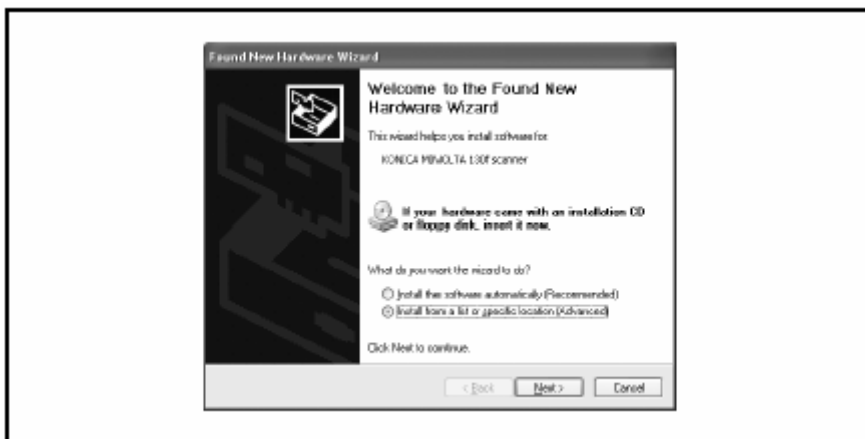 Found New Hardware Wizard
Welcome to the Found New
Hardware Wizard
This wizard helps you install software for:
KONICA MINOLTA 130f scanner
If your hardware came with an installation CD
or floppy disk, insert it now.
What do you want the wizard to do?
Install the software automatically (Recommended)
Install from a list or specific location (Advanced)
Click Next to continue.
< Back Next > Cancel